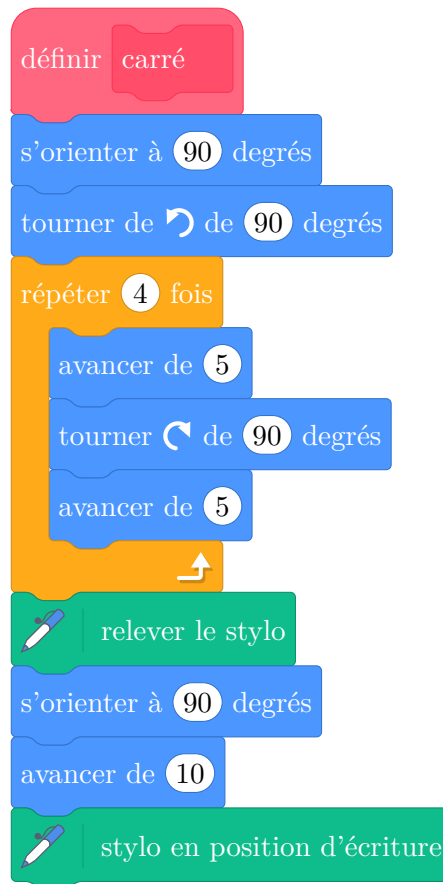 définir carré
s'orienter à 90 degrés
tourner de de 90 degrés
répéter 4 fois
avancer de 5
tourner de 90 degrés
avancer de 5
relever le stylo
s'orienter à 90 degrés
avancer de 10
stylo en position d'écriture